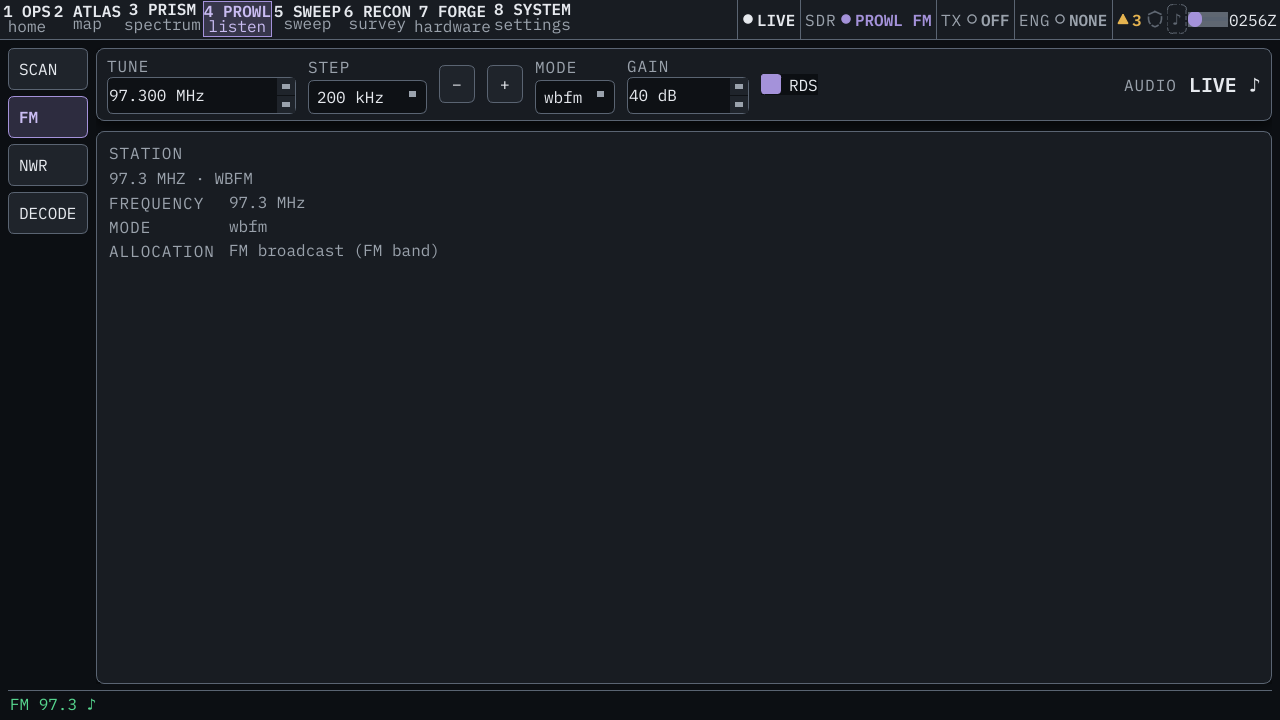 1 OPS 2 ATLAS 3 PRISM 4 PROWL 5 SWEEP 6 RECON 7 FORGE 8 SYSTEM
home map spectrum listen sweep survey hardware settings
LIVE SDR PROWL FM TX OFF ENG NONE 3 ♪ 0256Z
SCAN
FM
NWR
DECODE
TUNE STEP MODE GAIN
97.300 MHz 200 kHz − + wbfm 40 dB RDS AUDIO LIVE ♪
STATION
97.3 MHZ · WBFM
FREQUENCY 97.3 MHz
MODE wbfm
ALLOCATION FM broadcast (FM band)
FM 97.3 ♪